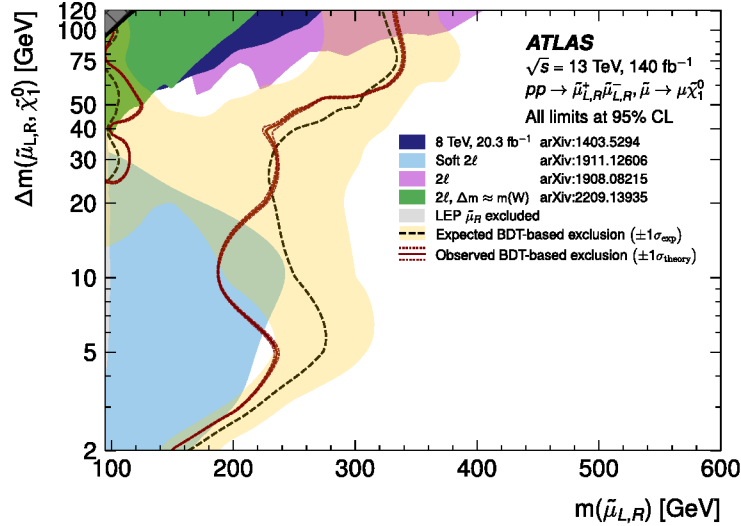 Δm(μ̃L,R, χ̃⁰₁) [GeV]
120
100
75
50
40
30
20
10
5
2
95
200
300
400
500
600
m(μ̃L,R) [GeV]
ATLAS
√s = 13 TeV, 140 fb⁻¹
pp → μ̃⁺L,R μ̃⁻L,R, μ̃ → μχ̃⁰₁
All limits at 95% CL
8 TeV, 20.3 fb⁻¹ arXiv:1403.5294
Soft 2ℓ arXiv:1911.12606
2ℓ arXiv:1908.08215
2ℓ, Δm ≈ m(W) arXiv:2209.13935
LEP μ̃R excluded
Expected BDT-based exclusion (±1σexp)
Observed BDT-based exclusion (±1σtheory)